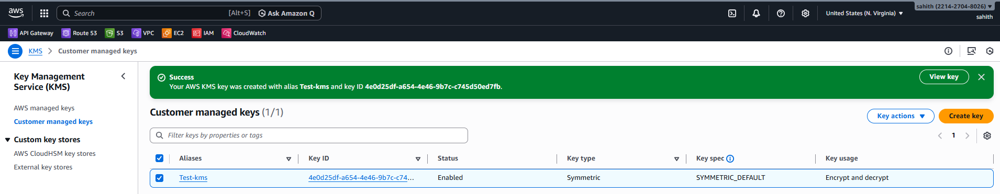 aws
Search [Alt+S] Ask Amazon Q
United States (N. Virginia) ▼
sahith (2214-2704-8026) ▼
sahith
API Gateway Route 53 S3 VPC EC2 IAM CloudWatch
KMS > Customer managed keys
Key Management
Service (KMS)
AWS managed keys
Customer managed keys
Custom key stores
AWS CloudHSM key stores
External key stores
Success
Your AWS KMS key was created with alias Test-kms and key ID 4e0d25df-a654-4e46-9b7c-c745d50ed7fb.
View key
Customer managed keys (1/1)
Key actions
Create key
Filter keys by properties or tags
1
Aliases Key ID Status Key type Key spec Key usage
Test-kms 4e0d25df-a654-4e46-9b7c-c74... Enabled Symmetric SYMMETRIC_DEFAULT Encrypt and decrypt